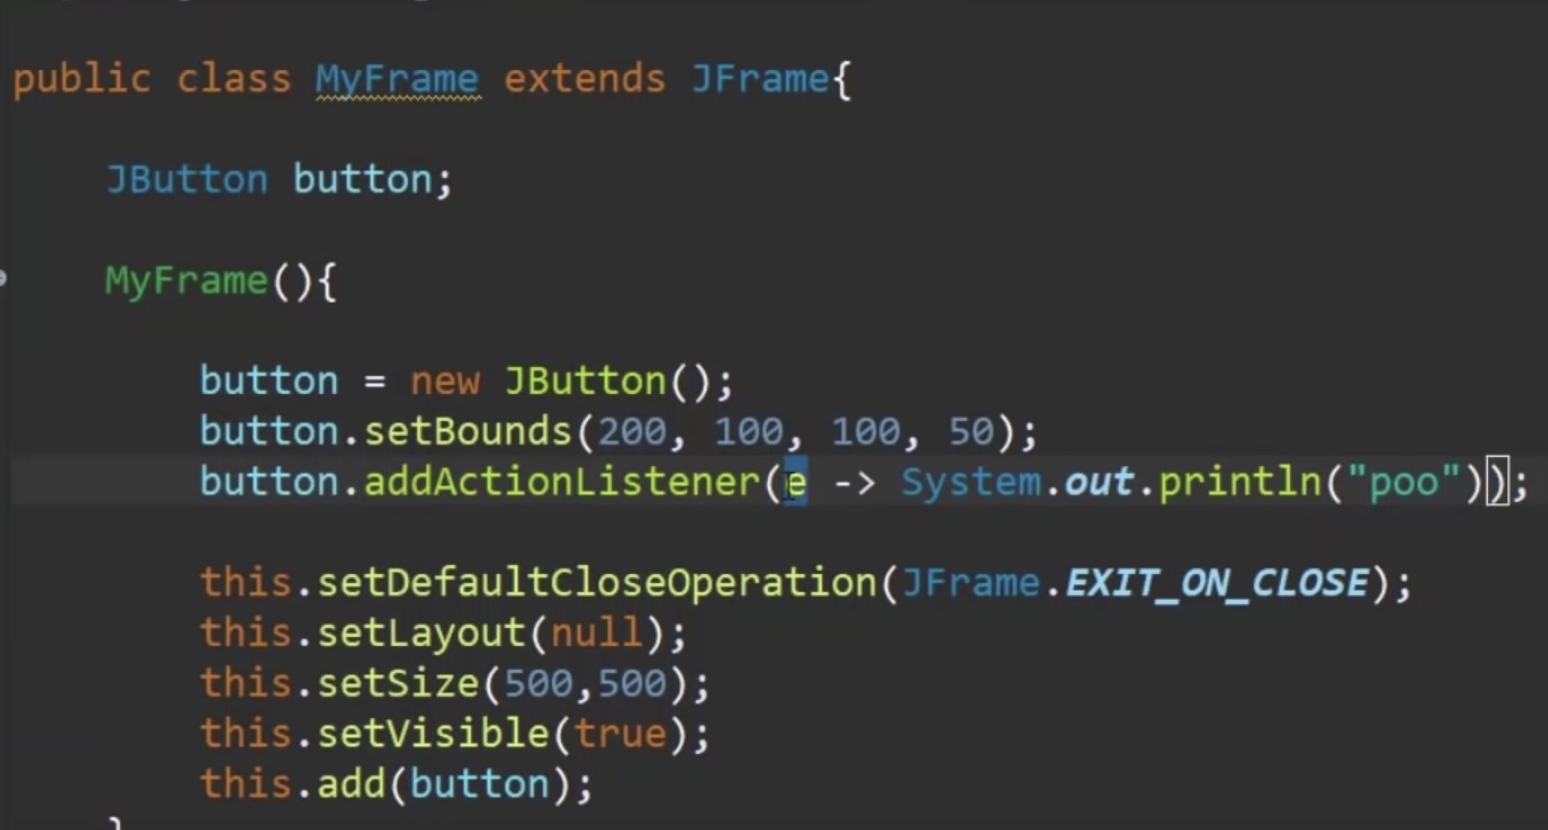 public class MyFrame extends JFrame{
JButton button;
MyFrame(){
button = new JButton();
button.setBounds(200, 100, 100, 50);
button.addActionListener(e -> System.out.println("poo"));
this.setDefaultCloseOperation(JFrame.EXIT_ON_CLOSE);
this.setLayout(null);
this.setSize(500,500);
this.setVisible(true);
this.add(button);
}